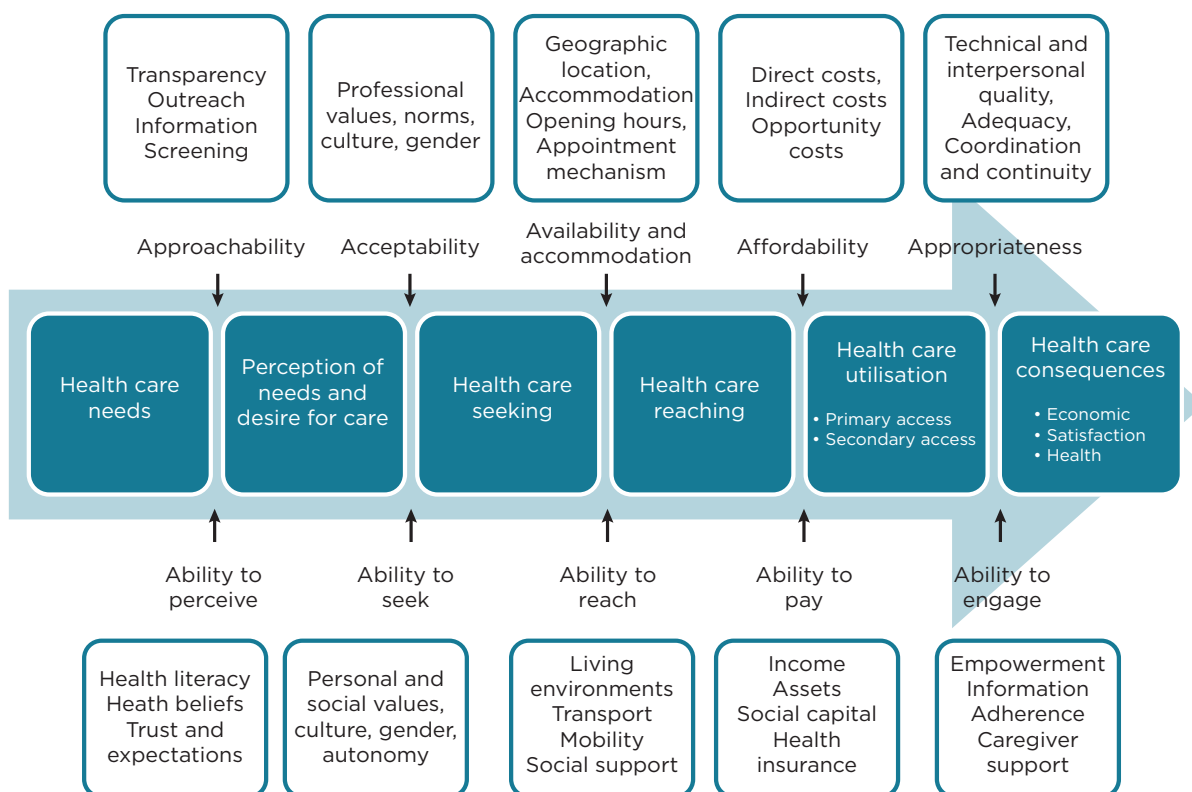 Transparency
Outreach
Information
Screening
Professional
values, norms,
culture, gender
Geographic
location,
Accommodation
Opening hours,
Appointment
mechanism
Direct costs,
Indirect costs
Opportunity
costs
Technical and
interpersonal
quality,
Adequacy,
Coordination
and continuity
Approachability
Acceptability
Availability and
accommodation
Affordability
Appropriateness
Health care
needs
Perception of
needs and
desire for care
Health care
seeking
Health care
reaching
Health care
utilisation
• Primary access
• Secondary access
Health care
consequences
• Economic
• Satisfaction
• Health
Ability to
perceive
Ability to
seek
Ability to
reach
Ability to
pay
Ability to
engage
Health literacy
Heath beliefs
Trust and
expectations
Personal and
social values,
culture, gender,
autonomy
Living
environments
Transport
Mobility
Social support
Income
Assets
Social capital
Health
insurance
Empowerment
Information
Adherence
Caregiver
support